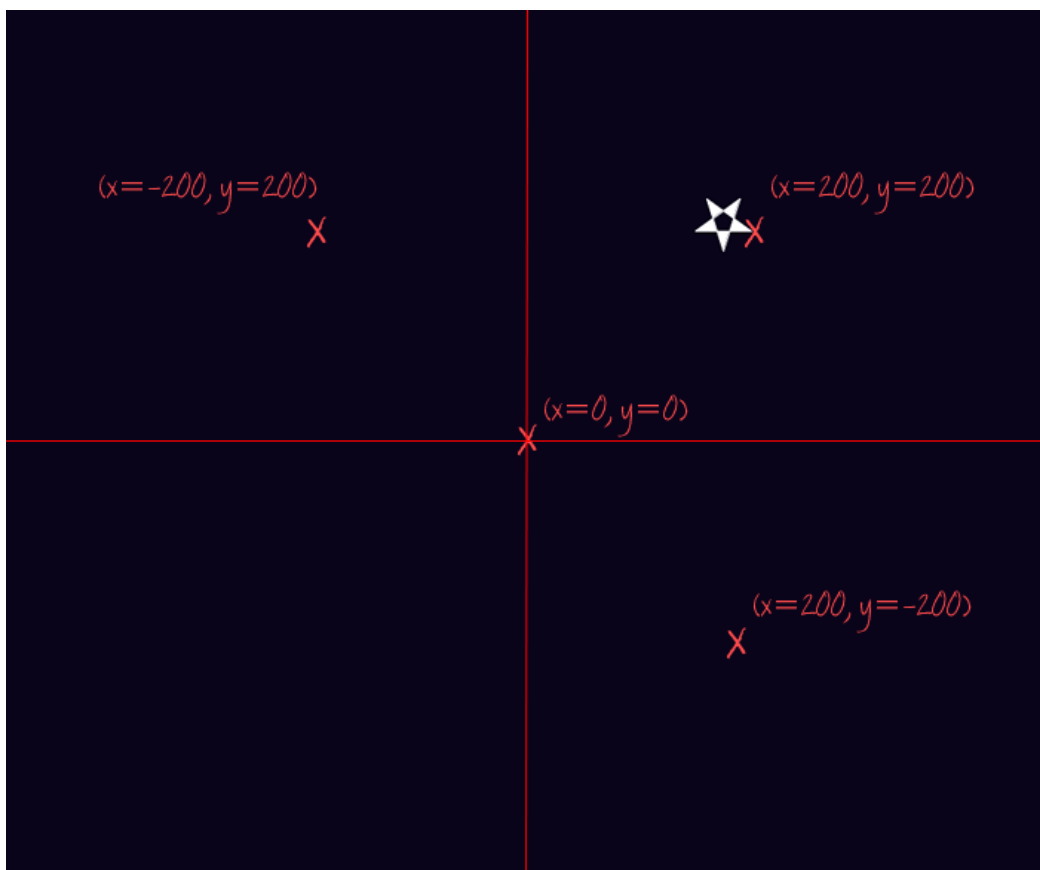 (x=-200, y=200)
(x=200, y=200)
X
X
(x=0, y=0)
X
(x=200, y=-200)
X